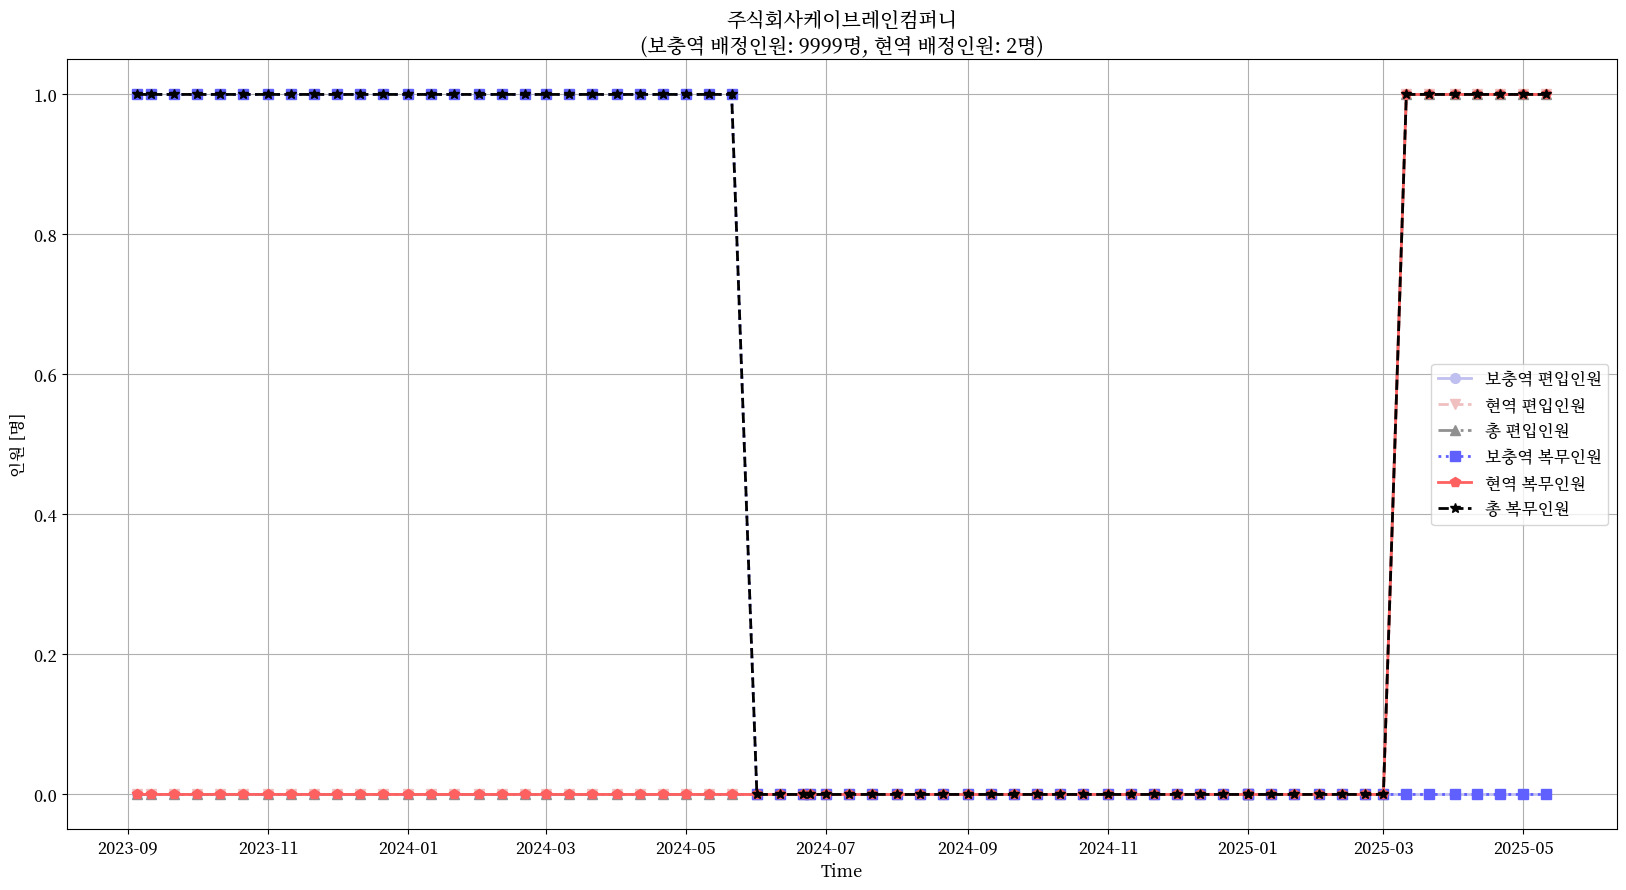 주식회사케이브레인컴퍼니
(보충역 배정인원: 9999명, 현역 배정인원: 2명)
1.0
0.8
0.6
0.4
0.2
0.0
인원 [명]
보충역 편입인원
현역 편입인원
총 편입인원
보충역 복무인원
현역 복무인원
총 복무인원
2023-09 2023-11 2024-01 2024-03 2024-05 2024-07 2024-09 2024-11 2025-01 2025-03 2025-05
Time